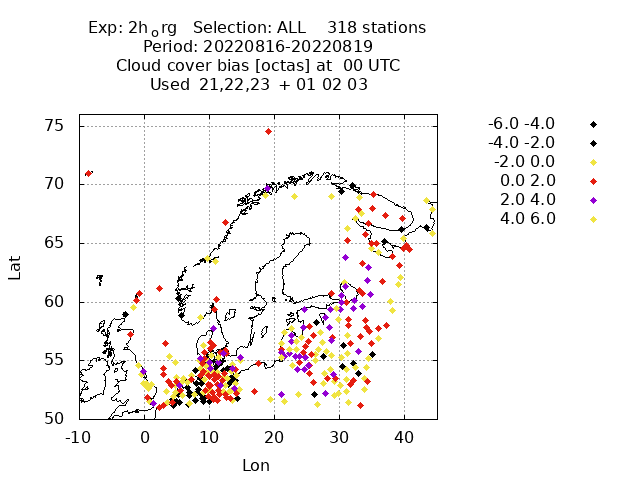 Exp: 2h_org   Selection: ALL    318 stations
Period: 20220816-20220819
Cloud cover bias [octas] at  00 UTC
Used 21,22,23 + 01 02 03
75
70
65
60
55
50
Lat
-10 0 10 20 30 40
Lon
-6.0 -4.0
-4.0 -2.0
-2.0 0.0
0.0 2.0
2.0 4.0
4.0 6.0